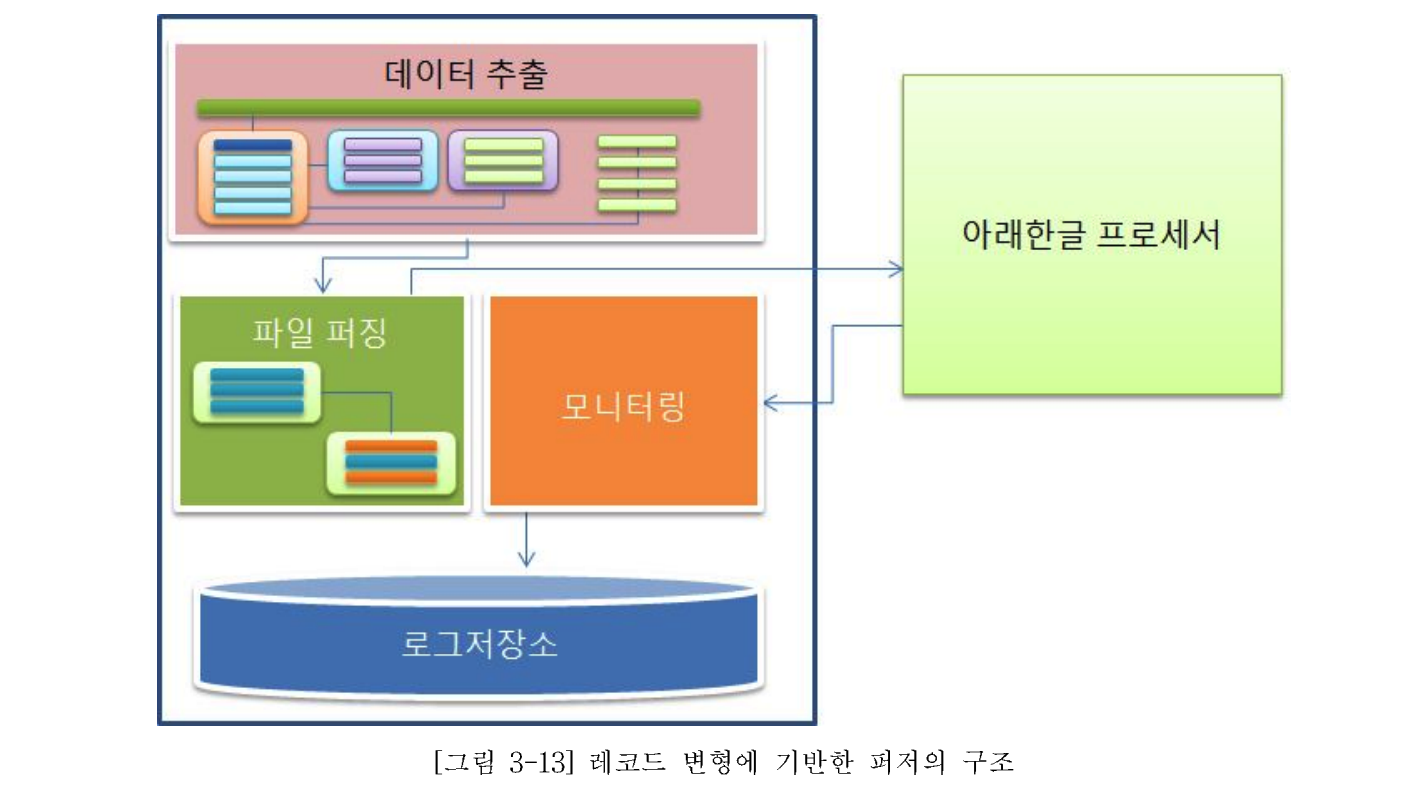 데이터 추출
아래한글 프로세서
파일 퍼징
모니터링
로그저장소
[그림 3-13] 레코드 변형에 기반한 퍼저의 구조